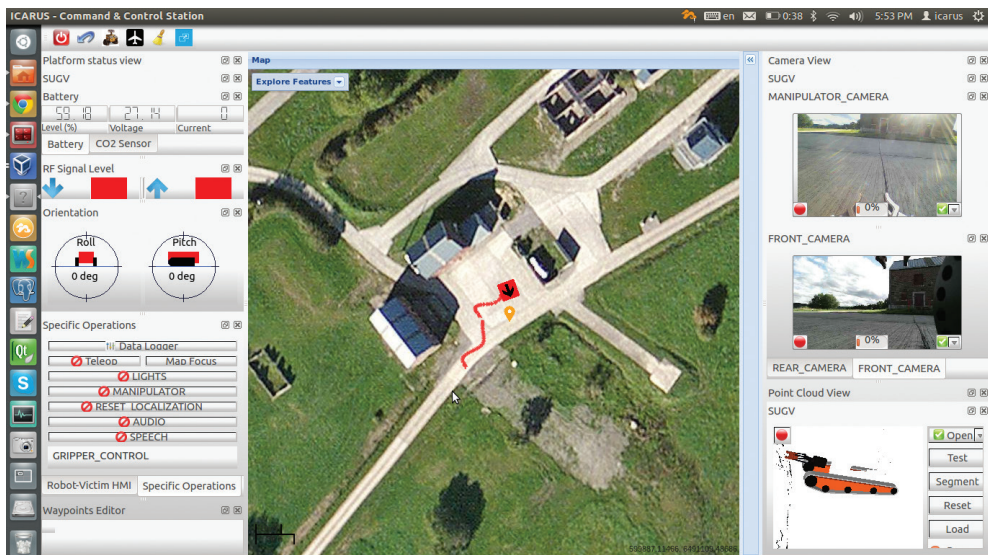 ICARUS - Command & Control Station
en 0:38 5:53 PM icarus
Platform status view
SUGV
Battery
59.18 27.14 0
Level (%) Voltage Current
Battery CO2 Sensor
RF Signal Level
Orientation
Roll Pitch
0 deg 0 deg
Specific Operations
Data Logger
Teleop Map Focus
LIGHTS
MANIPULATOR
RESET_LOCALIZATION
AUDIO
SPEECH
GRIPPER_CONTROL
Robot-Victim HMI Specific Operations
Waypoints Editor
Map
Explore Features
Camera View
SUGV
MANIPULATOR_CAMERA
0%
FRONT_CAMERA
0%
REAR_CAMERA FRONT_CAMERA
Point Cloud View
SUGV
Open
Test
Segment
Reset
Load
Qt
S